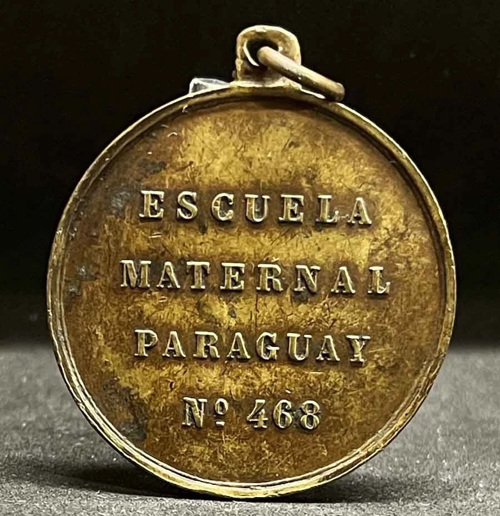 ESCUELA
MATERNAL
PARAGUAY
Nº 468